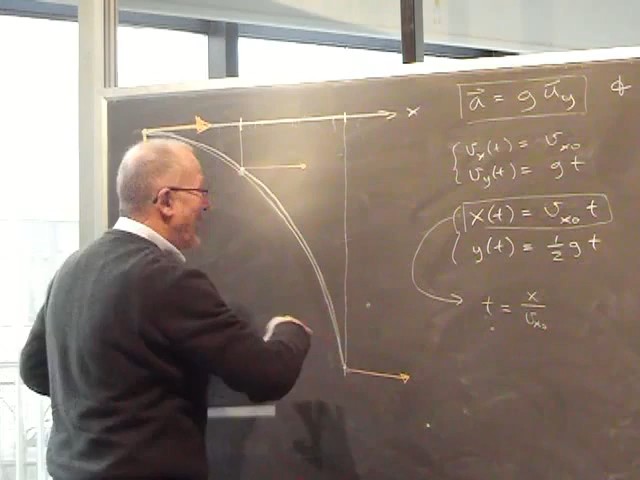 x
a⃗ = g u⃗y
vx(t) = vx0
vy(t) = g t
x(t) = vx0 t
y(t) = 1/2 g t
t = x/vx0